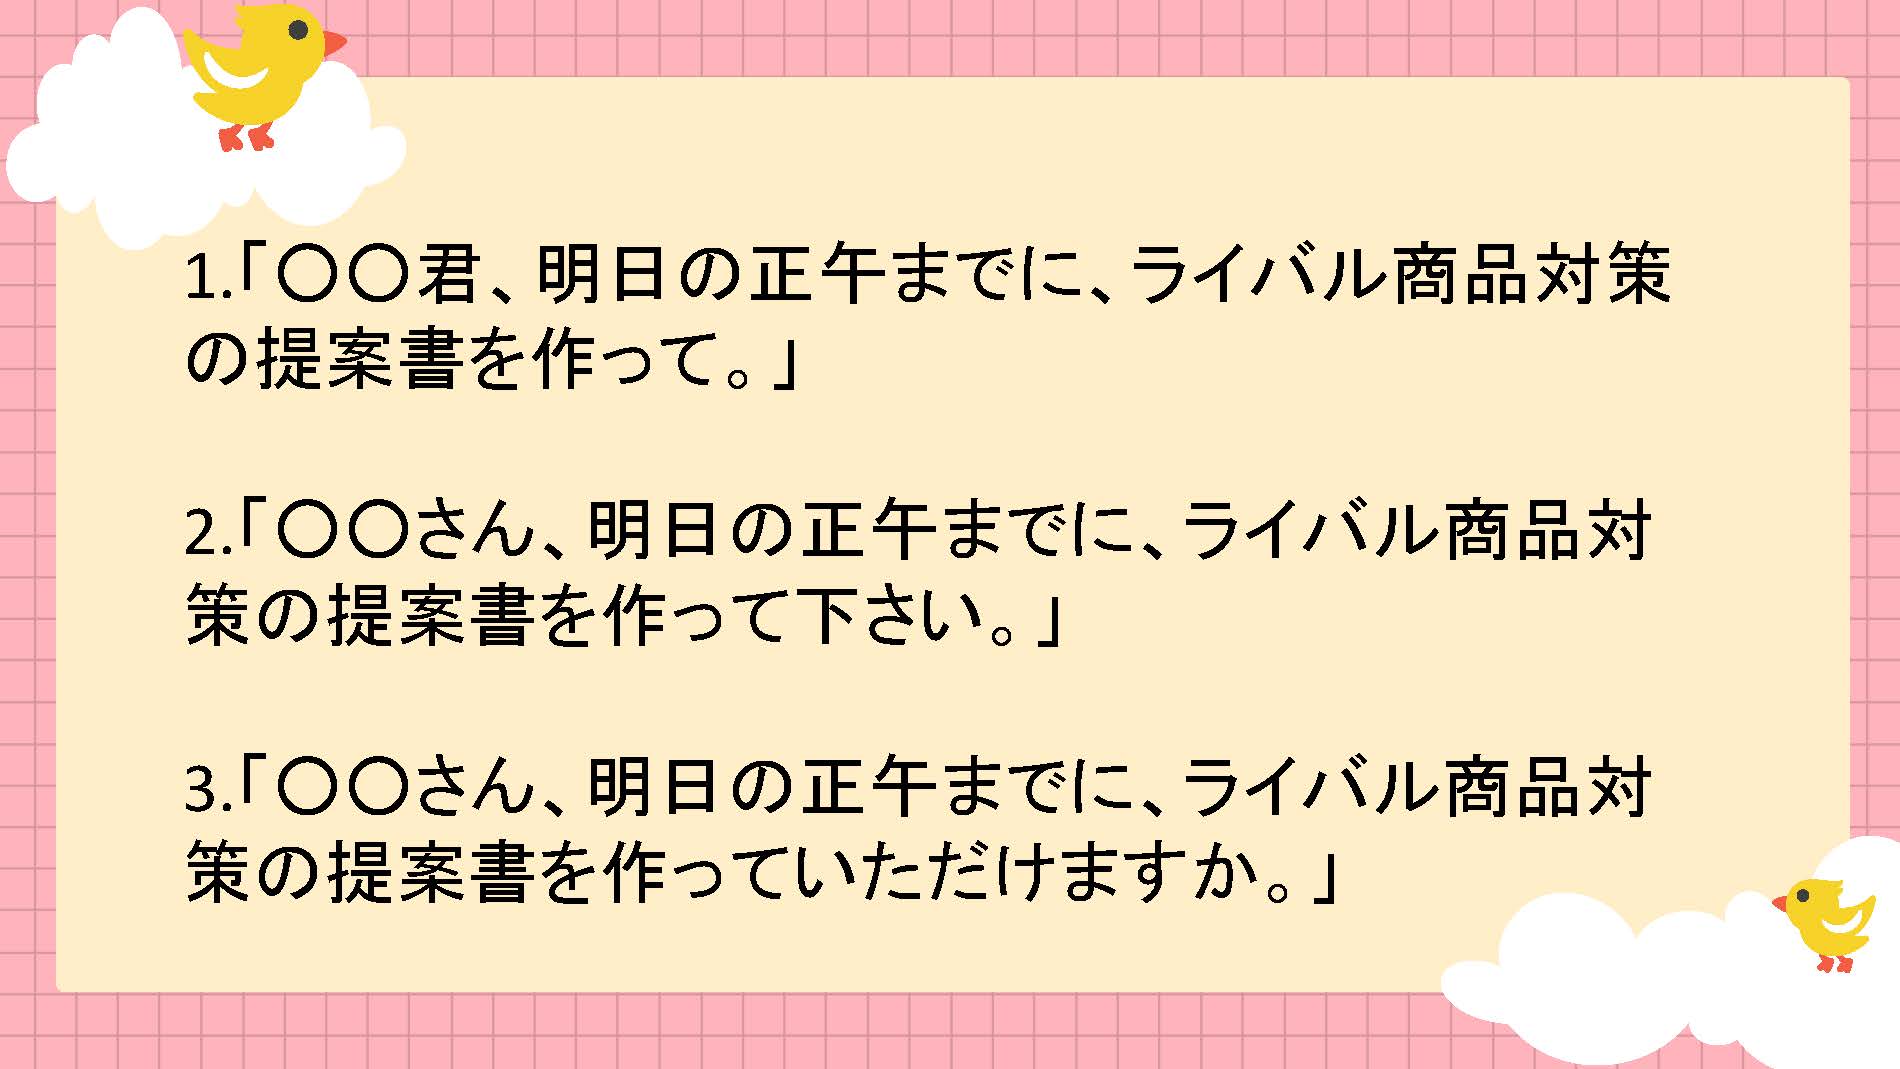 1.「〇〇君、明日の正午までに、ライバル商品対策
の提案書を作って。」
2.「〇〇さん、明日の正午までに、ライバル商品対
策の提案書を作って下さい。」
3.「〇〇さん、明日の正午までに、ライバル商品対
策の提案書を作っていただけますか。」